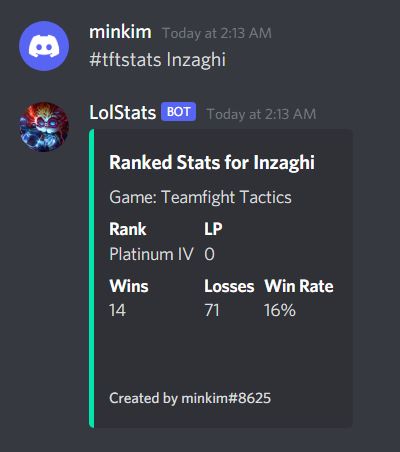 minkim Today at 2:13 AM
#tftstats Inzaghi
LolStats BOT Today at 2:13 AM
Ranked Stats for Inzaghi
Game: Teamfight Tactics
Rank LP
Platinum IV 0
Wins Losses Win Rate
14 71 16%
Created by minkim#8625